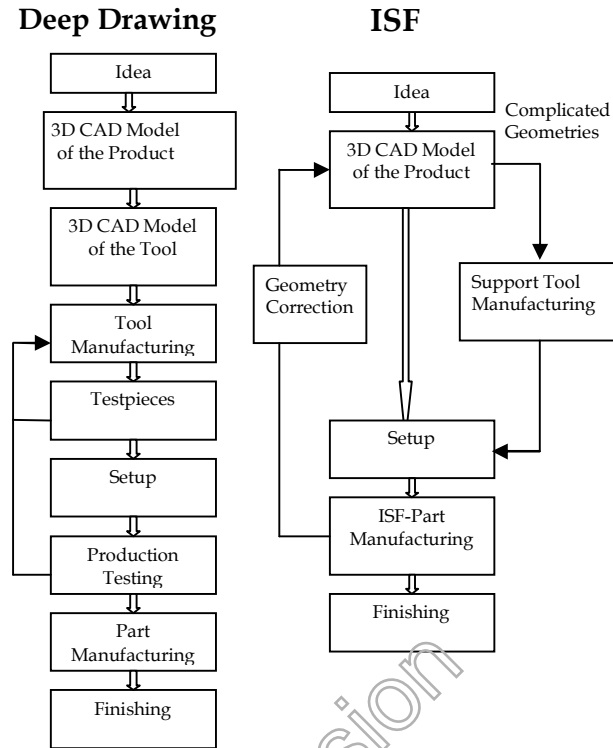 Deep Drawing
Idea
3D CAD Model
of the Product
3D CAD Model
of the Tool
Tool
Manufacturing
Testpieces
Setup
Production
Testing
Part
Manufacturing
Finishing
ISF
Idea
Complicated
Geometries
3D CAD Model
of the Product
Geometry
Correction
Support Tool
Manufacturing
Setup
ISF-Part
Manufacturing
Finishing
sion